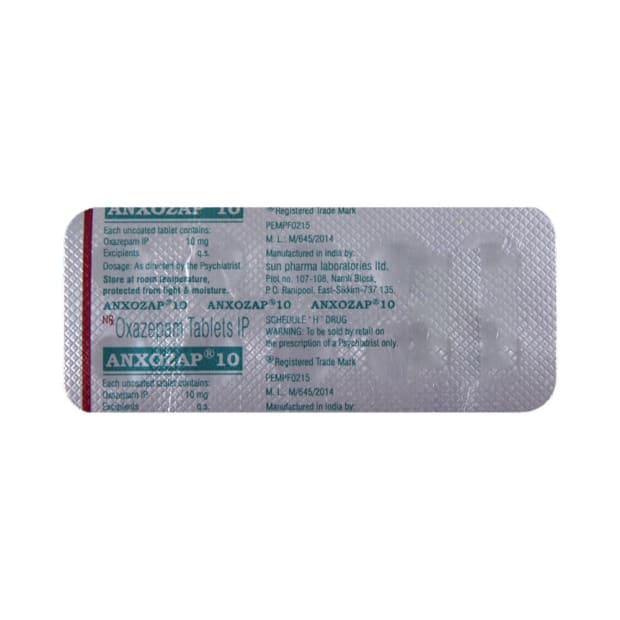 ANXOZAP 10
Each uncoated tablet contains:
Oxazepam IP 10 mg
Excipients q.s.
Dosage: As directed by the Psychiatrist
Store at room temperature,
protected from light & moisture.
®Registered Trade Mark
PEMPF0215
M. L. M/645/2014
Manufactured in India by:
sun pharma laboratories ltd.
Plot no. 107-108, Namli Block,
P.O. Ranipool, East-Sikkim-737 135.
ANXOZAP®10 ANXOZAP®10 ANXOZAP®10
NRx Oxazepam Tablets IP
ANXOZAP® 10
Each uncoated tablet contains:
Oxazepam IP 10 mg
Excipients q.s.
SCHEDULE "H" DRUG
WARNING: To be sold by retail on
the prescription of a Psychiatrist only.
®Registered Trade Mark
PEMPF0215
M. L. M/645/2014
Manufactured in India by: